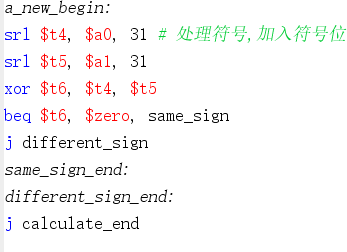 a_new_begin:
srl $t4, $a0, 31 # 处理符号,加入符号位
srl $t5, $a1, 31
xor $t6, $t4, $t5
beq $t6, $zero, same_sign
j different_sign
same_sign_end:
different_sign_end:
j calculate_end